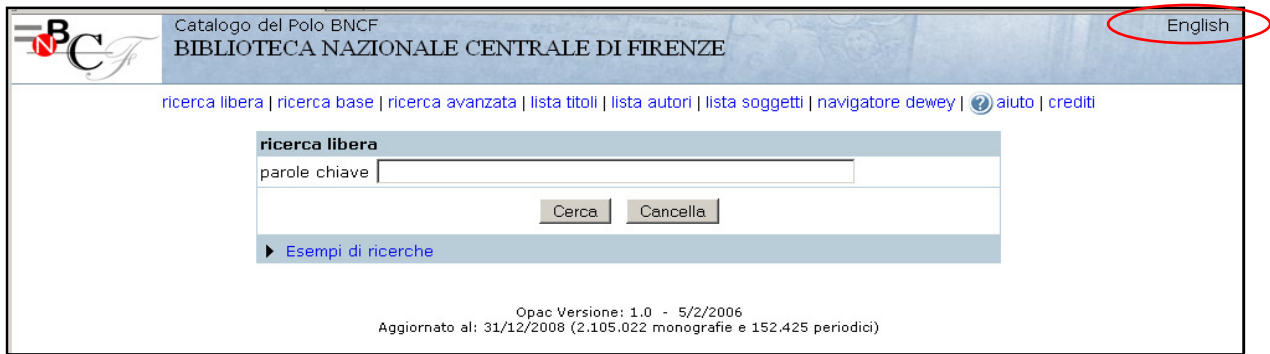 NBCF
Catalogo del Polo BNCF
BIBLIOTECA NAZIONALE CENTRALE DI FIRENZE
English
ricerca libera | ricerca base | ricerca avanzata | lista titoli | lista autori | lista soggetti | navigatore dewey | ? aiuto | crediti
ricerca libera
parole chiave
Cerca Cancella
Esempi di ricerche
Opac Versione: 1.0 - 5/2/2006
Aggiornato al: 31/12/2008 (2.105.022 monografie e 152.425 periodici)